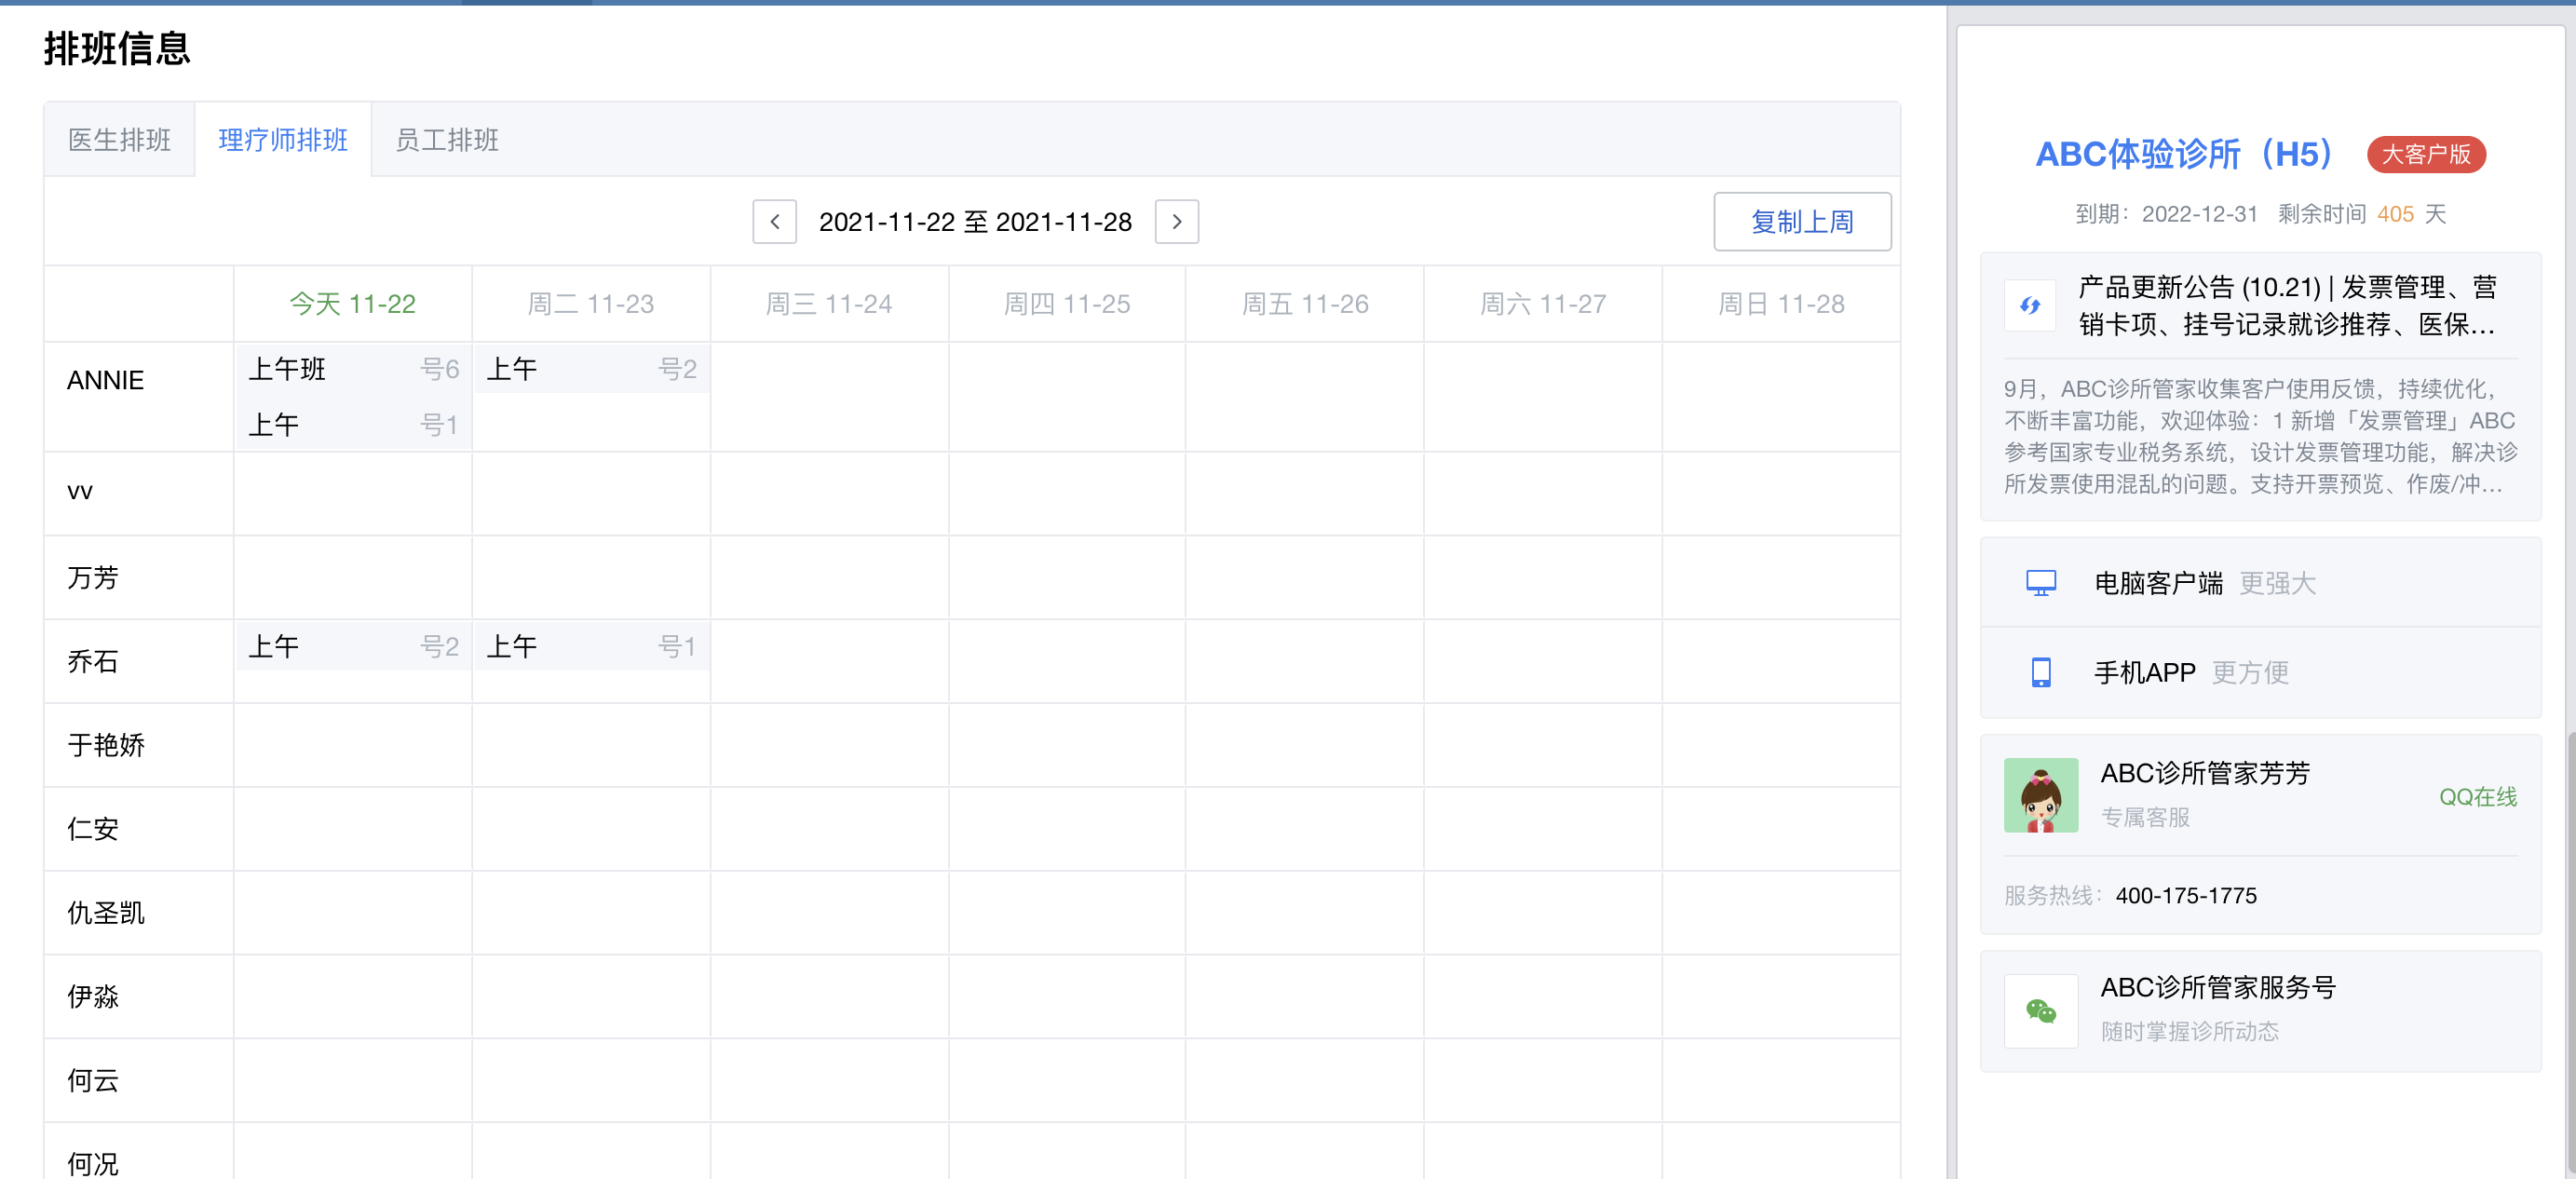 排班信息
医生排班
理疗师排班
员工排班
2021-11-22 至 2021-11-28
复制上周
今天 11-22
周二 11-23
周三 11-24
周四 11-25
周五 11-26
周六 11-27
周日 11-28
ANNIE
上午班 号6
上午 号2
上午 号1
vv
万芳
乔石
上午 号2
上午 号1
于艳娇
仁安
仇圣凯
伊淼
何云
何况
ABC体验诊所（H5） 大客户版
到期：2022-12-31 剩余时间 405 天
产品更新公告 (10.21) | 发票管理、营
销卡项、挂号记录就诊推荐、医保...
9月，ABC诊所管家收集客户使用反馈，持续优化，
不断丰富功能，欢迎体验：1 新增「发票管理」ABC
参考国家专业税务系统，设计发票管理功能，解决诊
所发票使用混乱的问题。支持开票预览、作废/冲...
电脑客户端 更强大
手机APP 更方便
ABC诊所管家芳芳
专属客服
QQ在线
服务热线：400-175-1775
ABC诊所管家服务号
随时掌握诊所动态